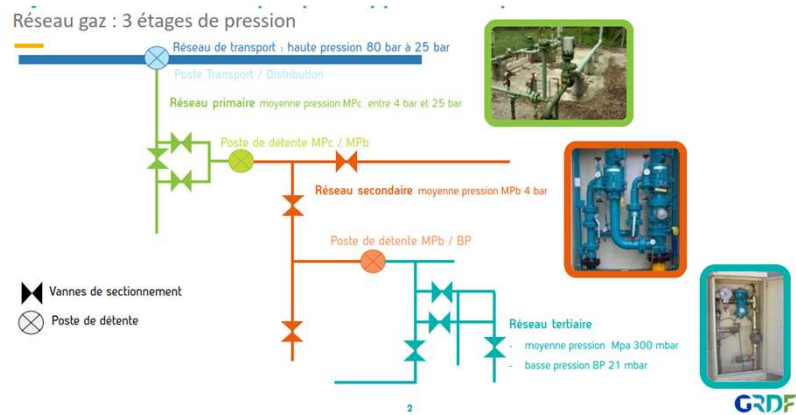 Réseau gaz : 3 étages de pression
Réseau de transport : haute pression 80 bar à 25 bar
Poste Transport / Distribution
Réseau primaire moyenne pression MPc entre 4 bar et 25 bar
Poste de détente MPc / MPb
Réseau secondaire moyenne pression MPb 4 bar
Poste de détente MPb / BP
Vannes de sectionnement
Poste de détente
Réseau tertiaire
- moyenne pression Mpa 300 mbar
- basse pression BP 21 mbar
2
GRDF